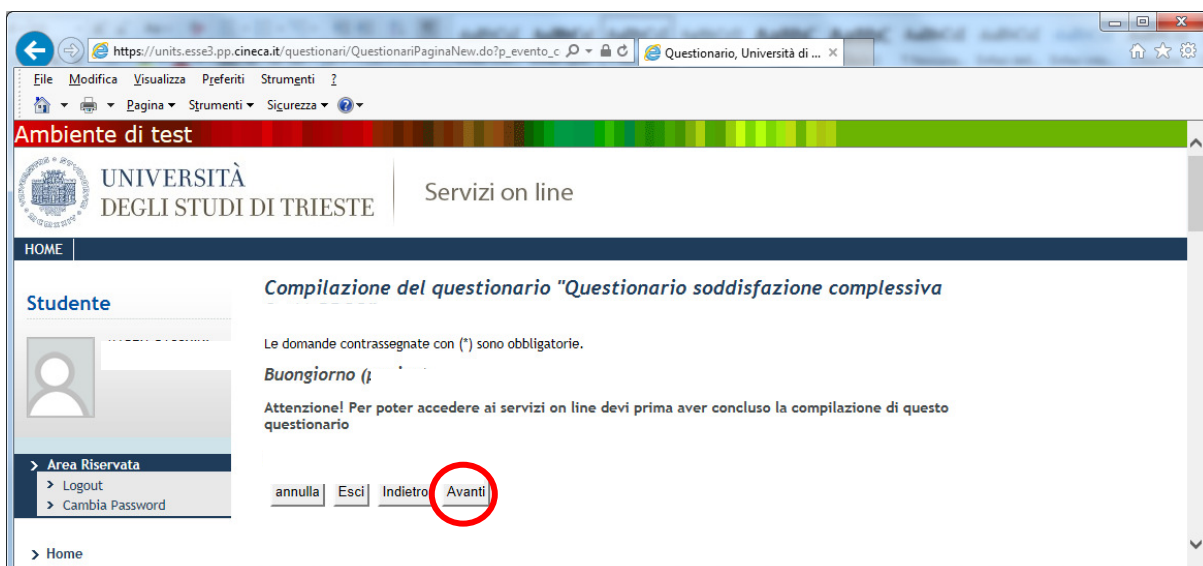 https://units.esse3.pp.cineca.it/questionari/QuestionariPaginaNew.do?p_evento_c
Questionario, Università di ...
File Modifica Visualizza Preferiti Strumenti ?
Pagina Strumenti Sicurezza
Ambiente di test
UNIVERSITÀ
DEGLI STUDI DI TRIESTE
Servizi on line
HOME
Studente
Compilazione del questionario "Questionario soddisfazione complessiva
Le domande contrassegnate con (*) sono obbligatorie.
Buongiorno
Attenzione! Per poter accedere ai servizi on line devi prima aver concluso la compilazione di questo
questionario
annulla Esci Indietro Avanti
Area Riservata
Logout
Cambia Password
Home